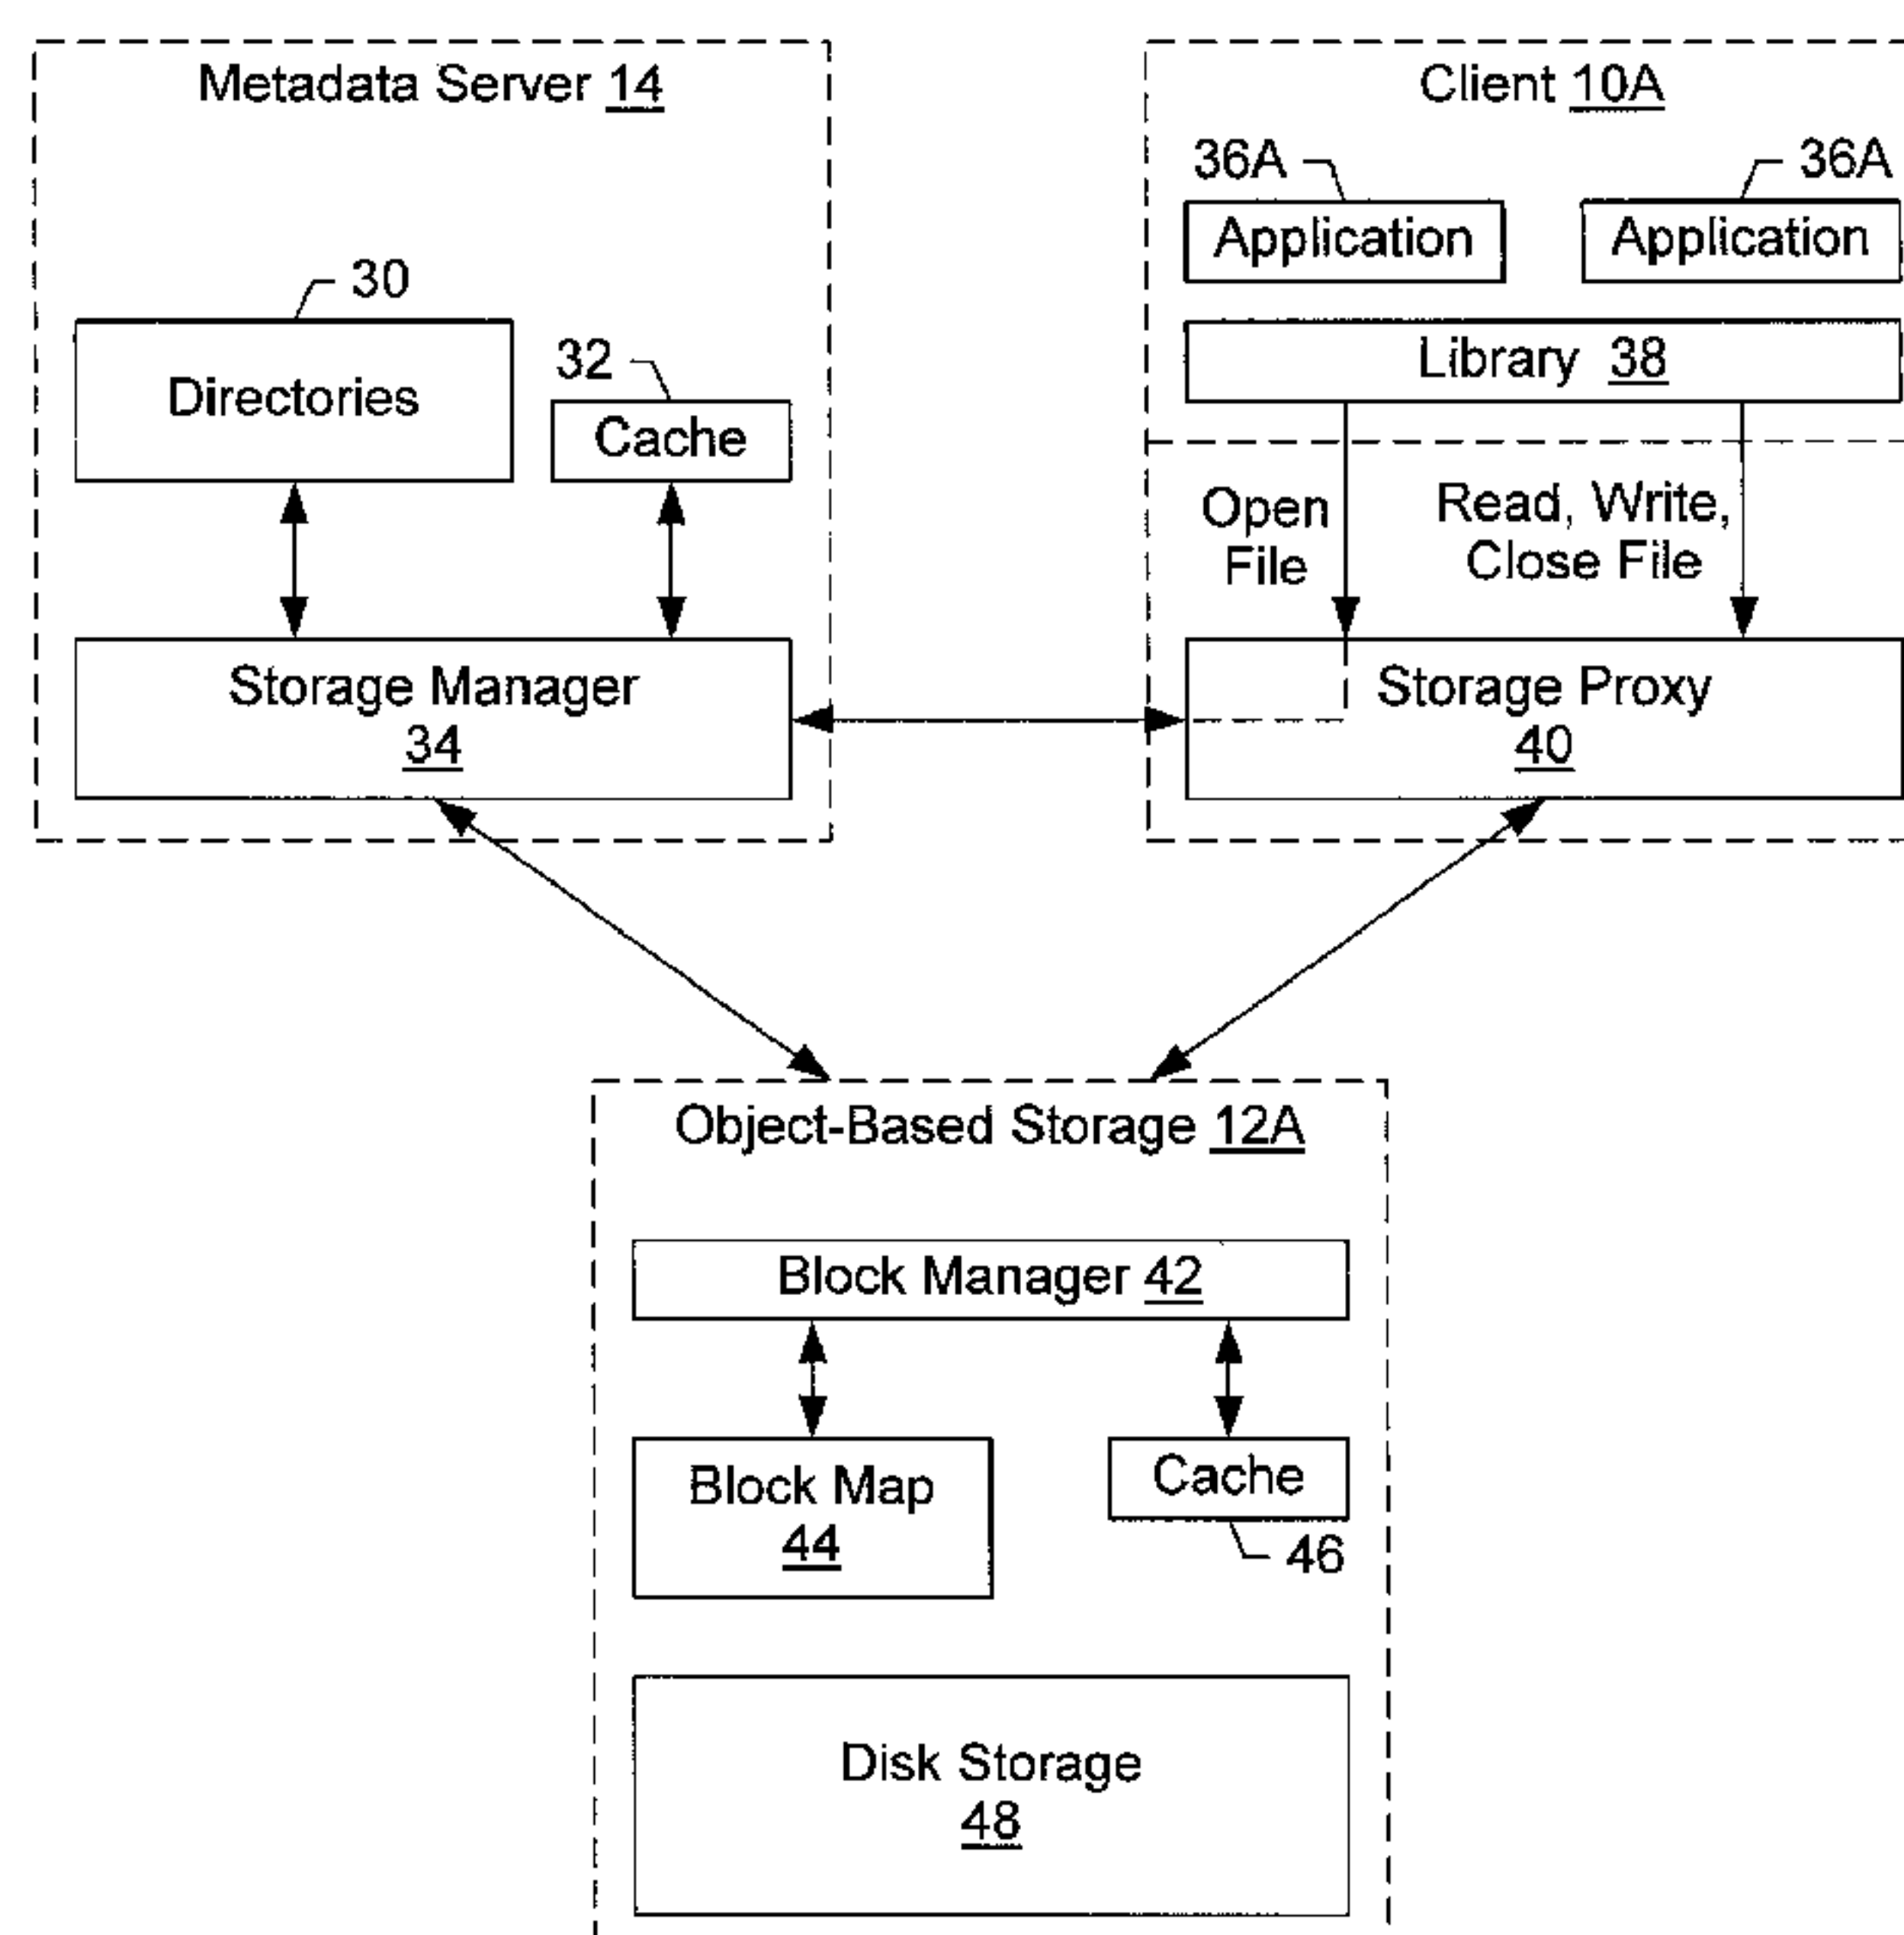 Metadata Server 14
30
Directories
32
Cache
Storage Manager
34
Client 10A
36A
36A
Application
Application
Library 38
Open
File
Read, Write,
Close File
Storage Proxy
40
Object-Based Storage 12A
Block Manager 42
Block Map
44
Cache
46
Disk Storage
48